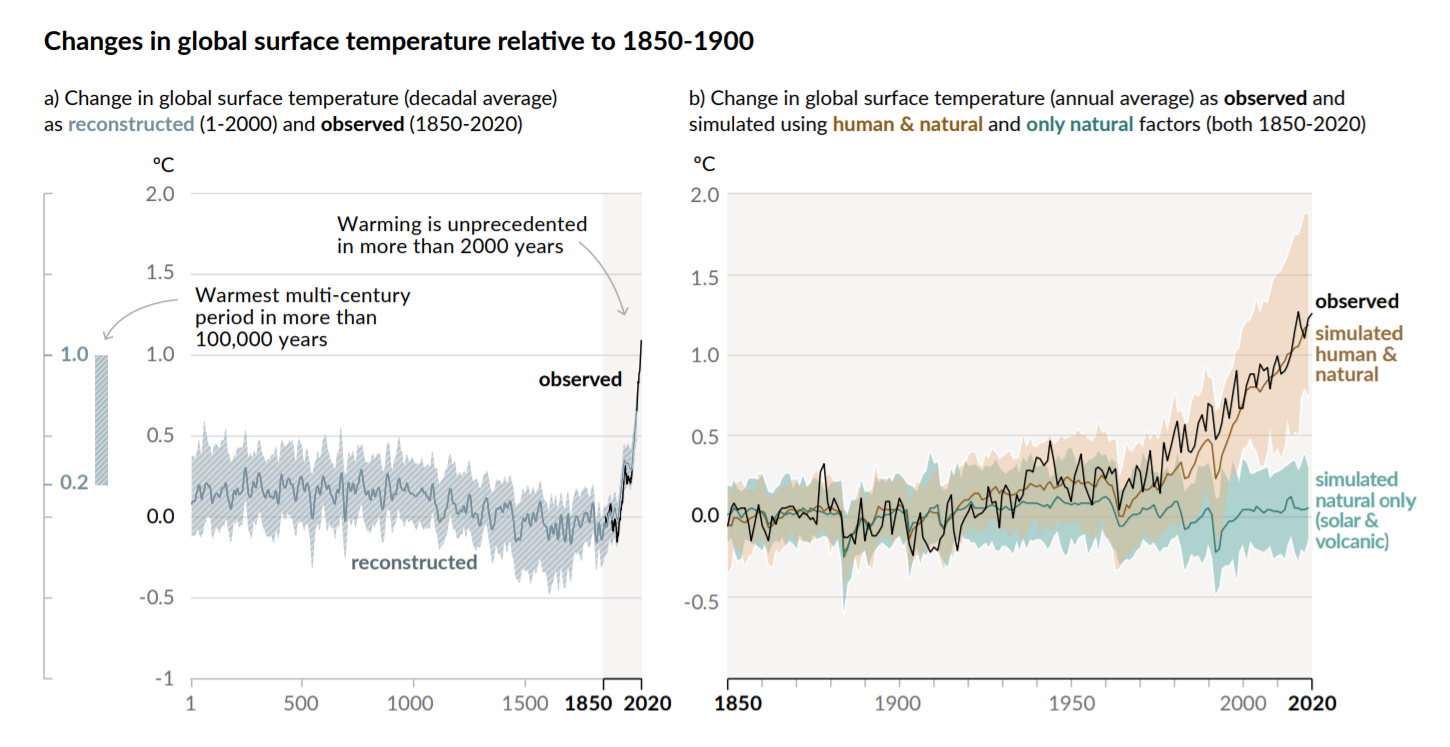 Changes in global surface temperature relative to 1850-1900
a) Change in global surface temperature (decadal average)
as reconstructed (1-2000) and observed (1850-2020)
ºC
2.0
1.5
1.0
0.5
0.0
-0.5
-1
1.0
0.2
Warming is unprecedented
in more than 2000 years
Warmest multi-century
period in more than
100,000 years
observed
reconstructed
1
500
1000
1500
1850
2020
b) Change in global surface temperature (annual average) as observed and
simulated using human & natural and only natural factors (both 1850-2020)
ºC
2.0
1.5
1.0
0.5
0.0
-0.5
observed
simulated
human &
natural
simulated
natural only
(solar &
volcanic)
1850
1900
1950
2000
2020